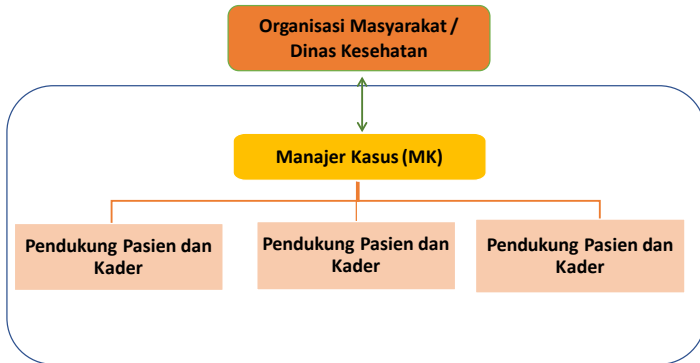 Organisasi Masyarakat /
Dinas Kesehatan
Manajer Kasus (MK)
Pendukung Pasien dan
Kader
Pendukung Pasien dan
Kader
Pendukung Pasien dan
Kader